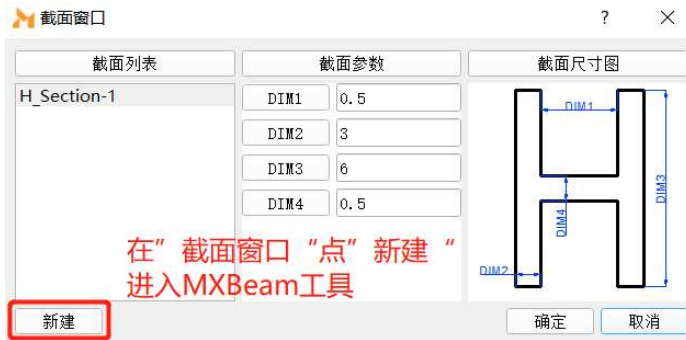 截面窗口
?
×
截面列表
截面参数
截面尺寸图
H_Section-1
DIM1
0.5
DIM2
3
DIM3
6
DIM4
0.5
DIM1
DIM3
DIM4
DIM2
在”截面窗口“点”新建“
进入MXBeam工具
新建
确定
取消